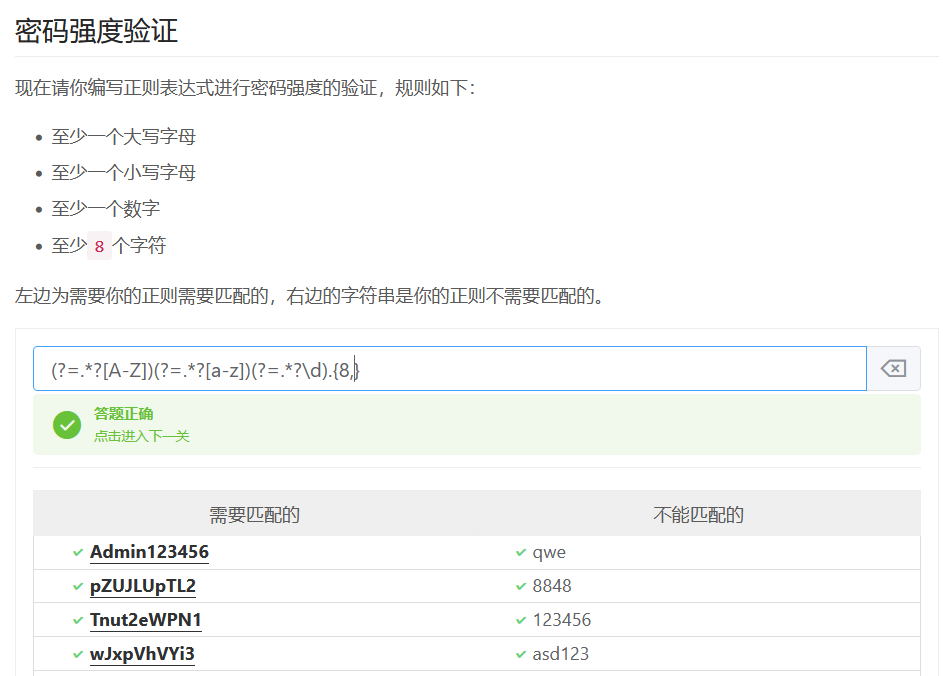 密码强度验证
现在请你编写正则表达式进行密码强度的验证，规则如下：
至少一个大写字母
至少一个小写字母
至少一个数字
至少 8 个字符
左边为需要你的正则需要匹配的，右边的字符串是你的正则不需要匹配的。
(?=.*?[A-Z])(?=.*?[a-z])(?=.*?\d).{8,}
答题正确
点击进入下一关
需要匹配的 不能匹配的
Admin123456 qwe
pZUJLUpTL2 8848
Tnut2eWPN1 123456
wJxpVhVYi3 asd123